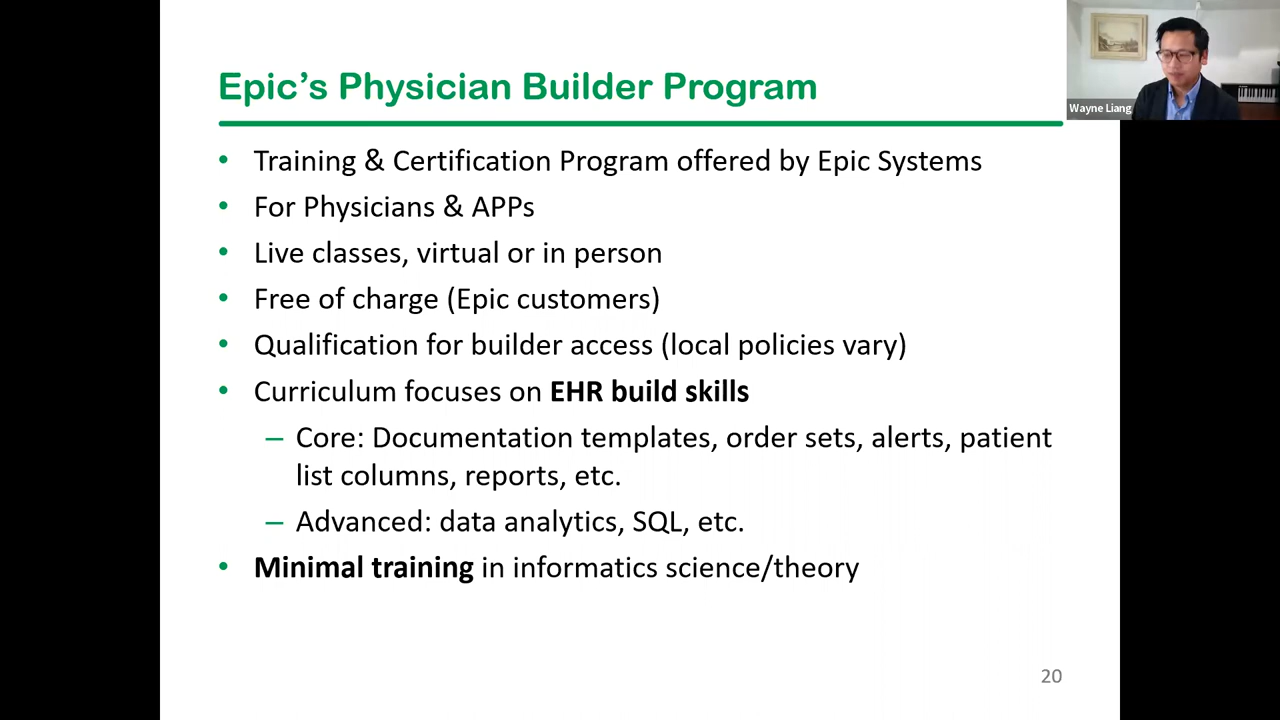 Epic's Physician Builder Program
Wayne Liang
• Training & Certification Program offered by Epic Systems
• For Physicians & APPs
• Live classes, virtual or in person
• Free of charge (Epic customers)
• Qualification for builder access (local policies vary)
• Curriculum focuses on EHR build skills
– Core: Documentation templates, order sets, alerts, patient
list columns, reports, etc.
– Advanced: data analytics, SQL, etc.
• Minimal training in informatics science/theory
20